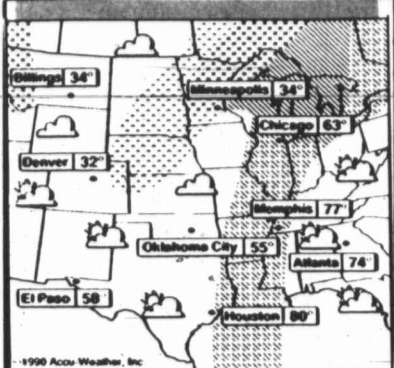 Billings 34°
Minneapolis 34°
Chicago 63°
Denver 32°
Memphis 77°
Oklahoma City 55°
Atlanta 74°
El Paso 58°
Houston 80°
1990 Accu-Weather, Inc